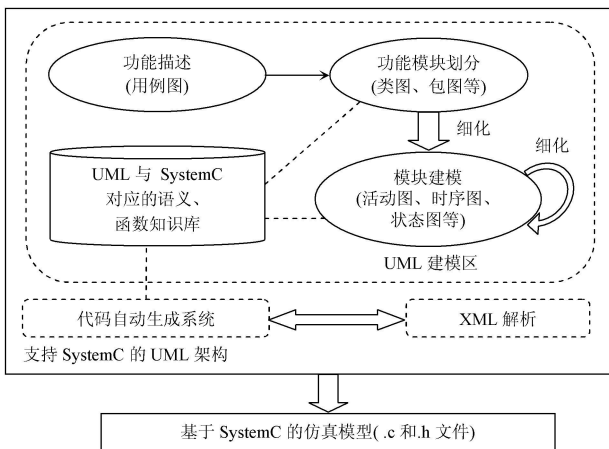 功能描述
(用例图)
功能模块划分
(类图、包图等)
细化
细化
UML 与 SystemC
对应的语义、
函数知识库
模块建模
(活动图、时序图、
状态图等)
UML 建模区
代码自动生成系统
XML 解析
支持 SystemC 的 UML 架构
基于 SystemC 的仿真模型( .c 和.h 文件)